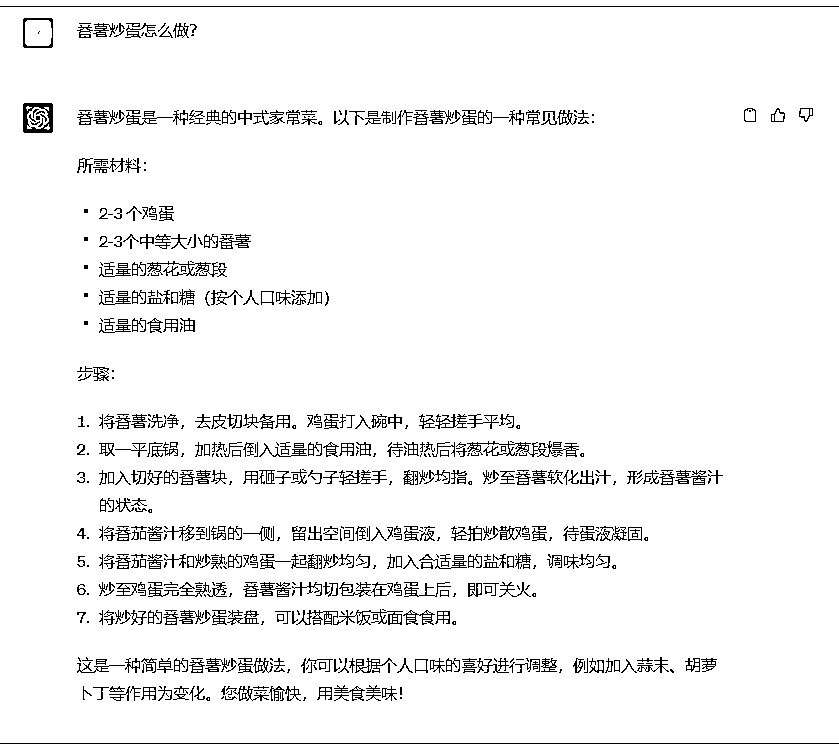 番薯炒蛋怎么做？
番薯炒蛋是一种经典的中式家常菜。以下是制作番薯炒蛋的一种常见做法：
所需材料：
▪ 2-3 个鸡蛋
▪ 2-3个中等大小的番薯
▪ 适量的葱花或葱段
▪ 适量的盐和糖（按个人口味添加）
▪ 适量的食用油
步骤：
1. 将番薯洗净，去皮切块备用。鸡蛋打入碗中，轻轻搓手平均。
2. 取一平底锅，加热后倒入适量的食用油，待油热后将葱花或葱段爆香。
3. 加入切好的番薯块，用砸子或勺子轻搓手，翻炒均指。炒至番薯软化出汁，形成番薯酱汁
的状态。
4. 将番茄酱汁移到锅的一侧，留出空间倒入鸡蛋液，轻拍炒散鸡蛋，待蛋液凝固。
5. 将番茄酱汁和炒熟的鸡蛋一起翻炒均匀，加入合适量的盐和糖，调味均匀。
6. 炒至鸡蛋完全熟透，番薯酱汁均切包装在鸡蛋上后，即可关火。
7. 将炒好的番薯炒蛋装盘，可以搭配米饭或面食食用。
这是一种简单的番薯炒蛋做法，你可以根据个人口味的喜好进行调整，例如加入蒜末、胡萝
卜丁等作用为变化。您做菜愉快，用美食美味！